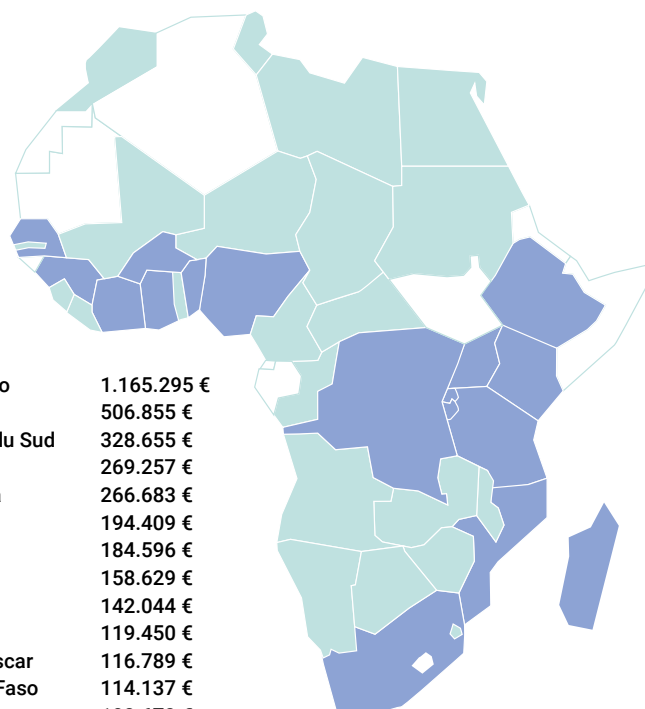 o 1.165.295 €
506.855 €
du Sud 328.655 €
269.257 €
a 266.683 €
194.409 €
184.596 €
158.629 €
142.044 €
119.450 €
scar 116.789 €
Faso 114.137 €